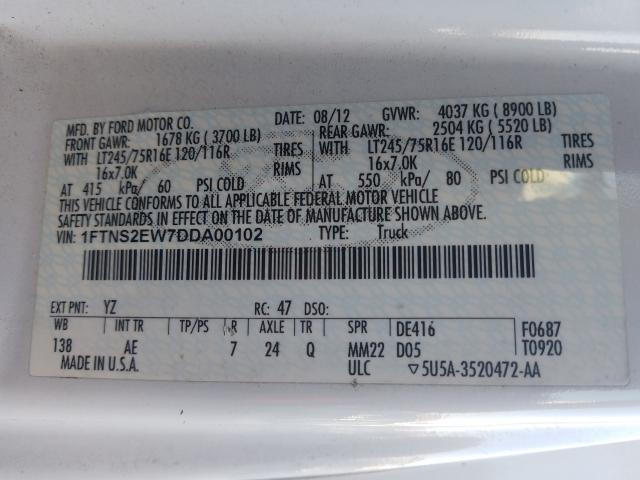 MFD. BY FORD MOTOR CO. DATE: 08/12 GVWR: 4037 KG ( 8900 LB)
FRONT GAWR: 1678 KG ( 3700 LB) REAR GAWR: 2504 KG ( 5520 LB)
WITH LT245/75R16E 120/116R TIRES WITH LT245/75R16E 120/116R TIRES
16x7.0K RIMS 16x7.0K RIMS
AT 415 kPa/ 60 PSI COLD AT 550 kPa/ 80 PSI COLD
THIS VEHICLE CONFORMS TO ALL APPLICABLE FEDERAL MOTOR VEHICLE
SAFETY STANDARDS IN EFFECT ON THE DATE OF MANUFACTURE SHOWN ABOVE.
VIN: 1FTNS2EW7DDA00102 TYPE: Truck
EXT PNT: YZ RC: 47 DSO:
WB INT TR TP/PS R AXLE TR SPR DE416 F0687
138 AE 7 24 Q MM22 D05 T0920
MADE IN U.S.A. ULC ▽5U5A-3520472-AA